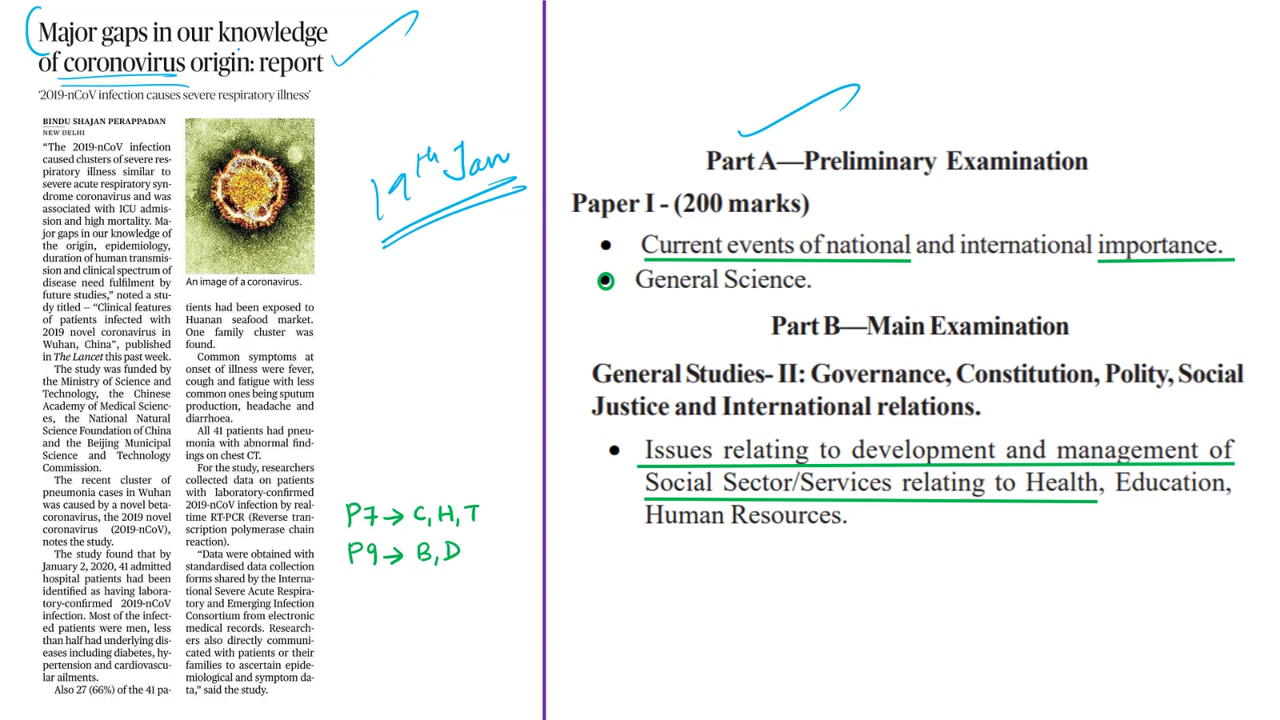 Major gaps in our knowledge
of coronovirus origin: report
‘2019-nCoV infection causes severe respiratory illness’
BINDU SHAJAN PERAPPADAN
NEW DELHI
“The 2019-nCoV infection
caused clusters of severe res-
piratory illness similar to
severe acute respiratory syn-
drome coronavirus and was
associated with ICU admis-
sion and high mortality. Ma-
jor gaps in our knowledge of
the origin, epidemiology,
duration of human transmis-
sion and clinical spectrum of
disease need fulfilment by
future studies,” noted a stu-
dy titled – “Clinical features
of patients infected with
2019 novel coronavirus in
Wuhan, China”, published
in The Lancet this past week.
The study was funded by
the Ministry of Science and
Technology, the Chinese
Academy of Medical Scienc-
es, the National Natural
Science Foundation of China
and the Beijing Municipal
Science and Technology
Commission.
The recent cluster of
pneumonia cases in Wuhan
was caused by a novel beta-
coronavirus, the 2019 novel
coronavirus (2019-nCoV),
notes the study.
The study found that by
January 2, 2020, 41 admitted
hospital patients had been
identified as having labora-
tory-confirmed 2019-nCoV
infection. Most of the infect-
ed patients were men, less
than half had underlying dis-
eases including diabetes, hy-
pertension and cardiovascu-
lar ailments.
Also 27 (66%) of the 41 pa-
An image of a coronavirus.
tients had been exposed to
Huanan seafood market.
One family cluster was
found.
Common symptoms at
onset of illness were fever,
cough and fatigue with less
common ones being sputum
production, headache and
diarrhoea.
All 41 patients had pneu-
monia with abnormal find-
ings on chest CT.
For the study, researchers
collected data on patients
with laboratory-confirmed
2019-nCoV infection by real-
time RT-PCR (Reverse tran-
scription polymerase chain
reaction).
“Data were obtained with
standardised data collection
forms shared by the Interna-
tional Severe Acute Respira-
tory and Emerging Infection
Consortium from electronic
medical records. Research-
ers also directly communi-
cated with patients or their
families to ascertain epide-
miological and symptom da-
ta,” said the study.
19th Jan
P7→ C, H, T
P9→ B, D
Part A—Preliminary Examination
Paper I - (200 marks)
• Current events of national and international importance.
• General Science.
Part B—Main Examination
General Studies- II: Governance, Constitution, Polity, Social
Justice and International relations.
• Issues relating to development and management of
Social Sector/Services relating to Health, Education,
Human Resources.